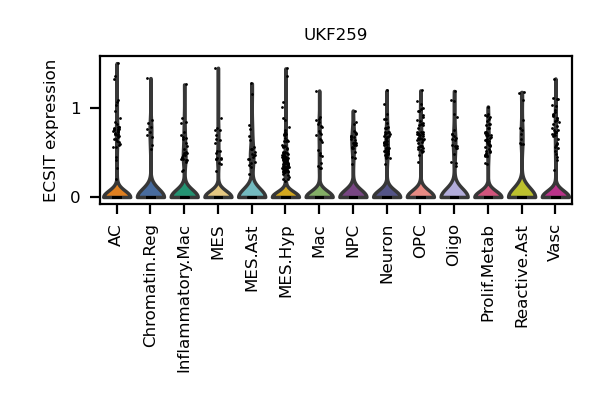 UKF259
ECSIT expression
1
0
AC
Chromatin.Reg
Inflammatory.Mac
MES
MES.Ast
MES.Hyp
Mac
NPC
Neuron
OPC
Oligo
Prolif.Metab
Reactive.Ast
Vasc